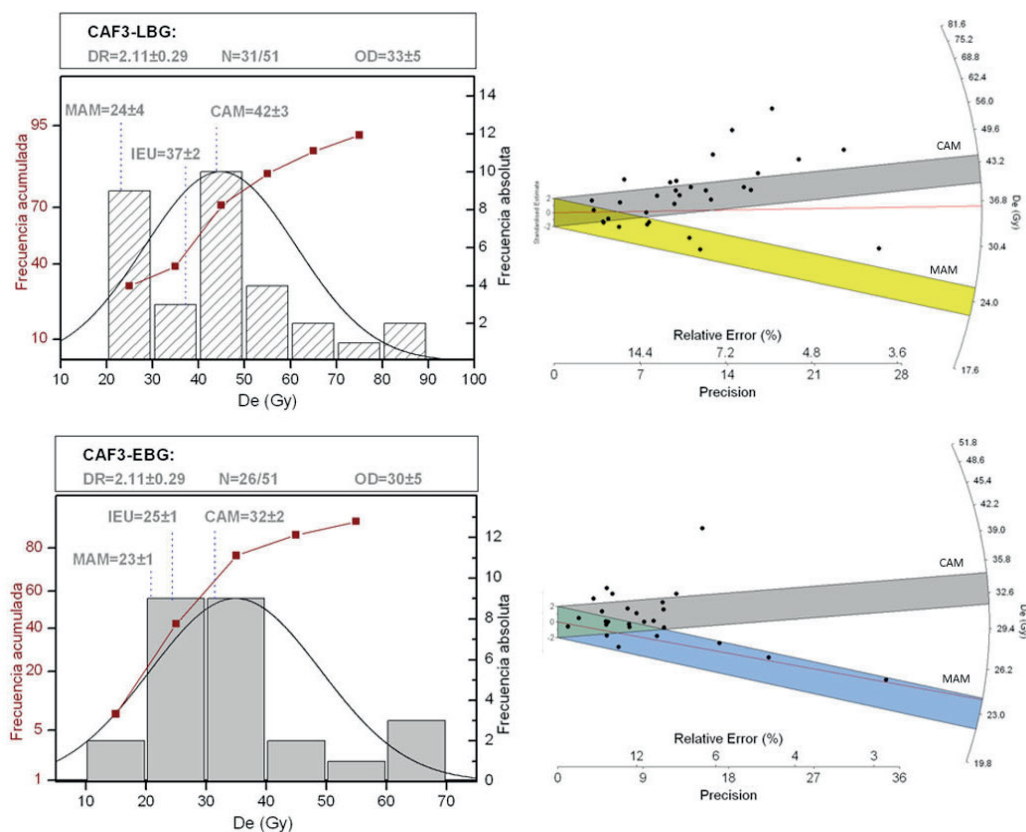 CAF3-LBG:
DR=2.11±0.29 N=31/51 OD=33±5
MAM=24±4
CAM=42±3
IEU=37±2
Frecuencia acumulada
95
70
40
10
Frecuencia absoluta
14
12
10
8
6
4
2
10 20 30 40 50 60 70 80 90 100
De (Gy)
Standardised Estimate
2
0
-2
CAM
MAM
81.6
75.2
68.8
62.4
56.0
49.6
43.2
36.8
30.4
24.0
17.6
De (Gy)
Relative Error (%)
14.4 7.2 4.8 3.6
0 7 14 21 28
Precision
CAF3-EBG:
DR=2.11±0.29 N=26/51 OD=30±5
IEU=25±1 CAM=32±2
MAM=23±1
Frecuencia acumulada
80
60
40
20
5
1
Frecuencia absoluta
12
10
8
6
4
2
0
10 20 30 40 50 60 70
De (Gy)
2
0
-2
CAM
MAM
51.8
48.6
45.4
42.2
39.0
35.8
32.6
29.4
26.2
23.0
19.8
De (Gy)
Relative Error (%)
12 6 4 3
0 9 18 27 36
Precision